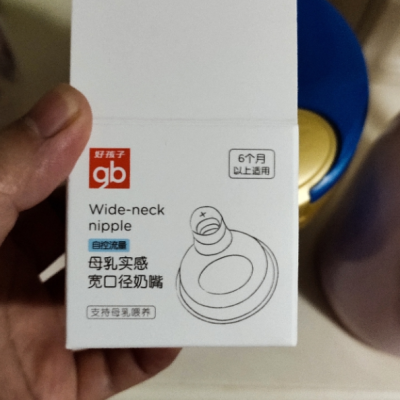 好孩子
gb
6个月
以上适用
Wide-neck
nipple
自控流量
母乳实感
宽口径奶嘴
支持母乳喂养